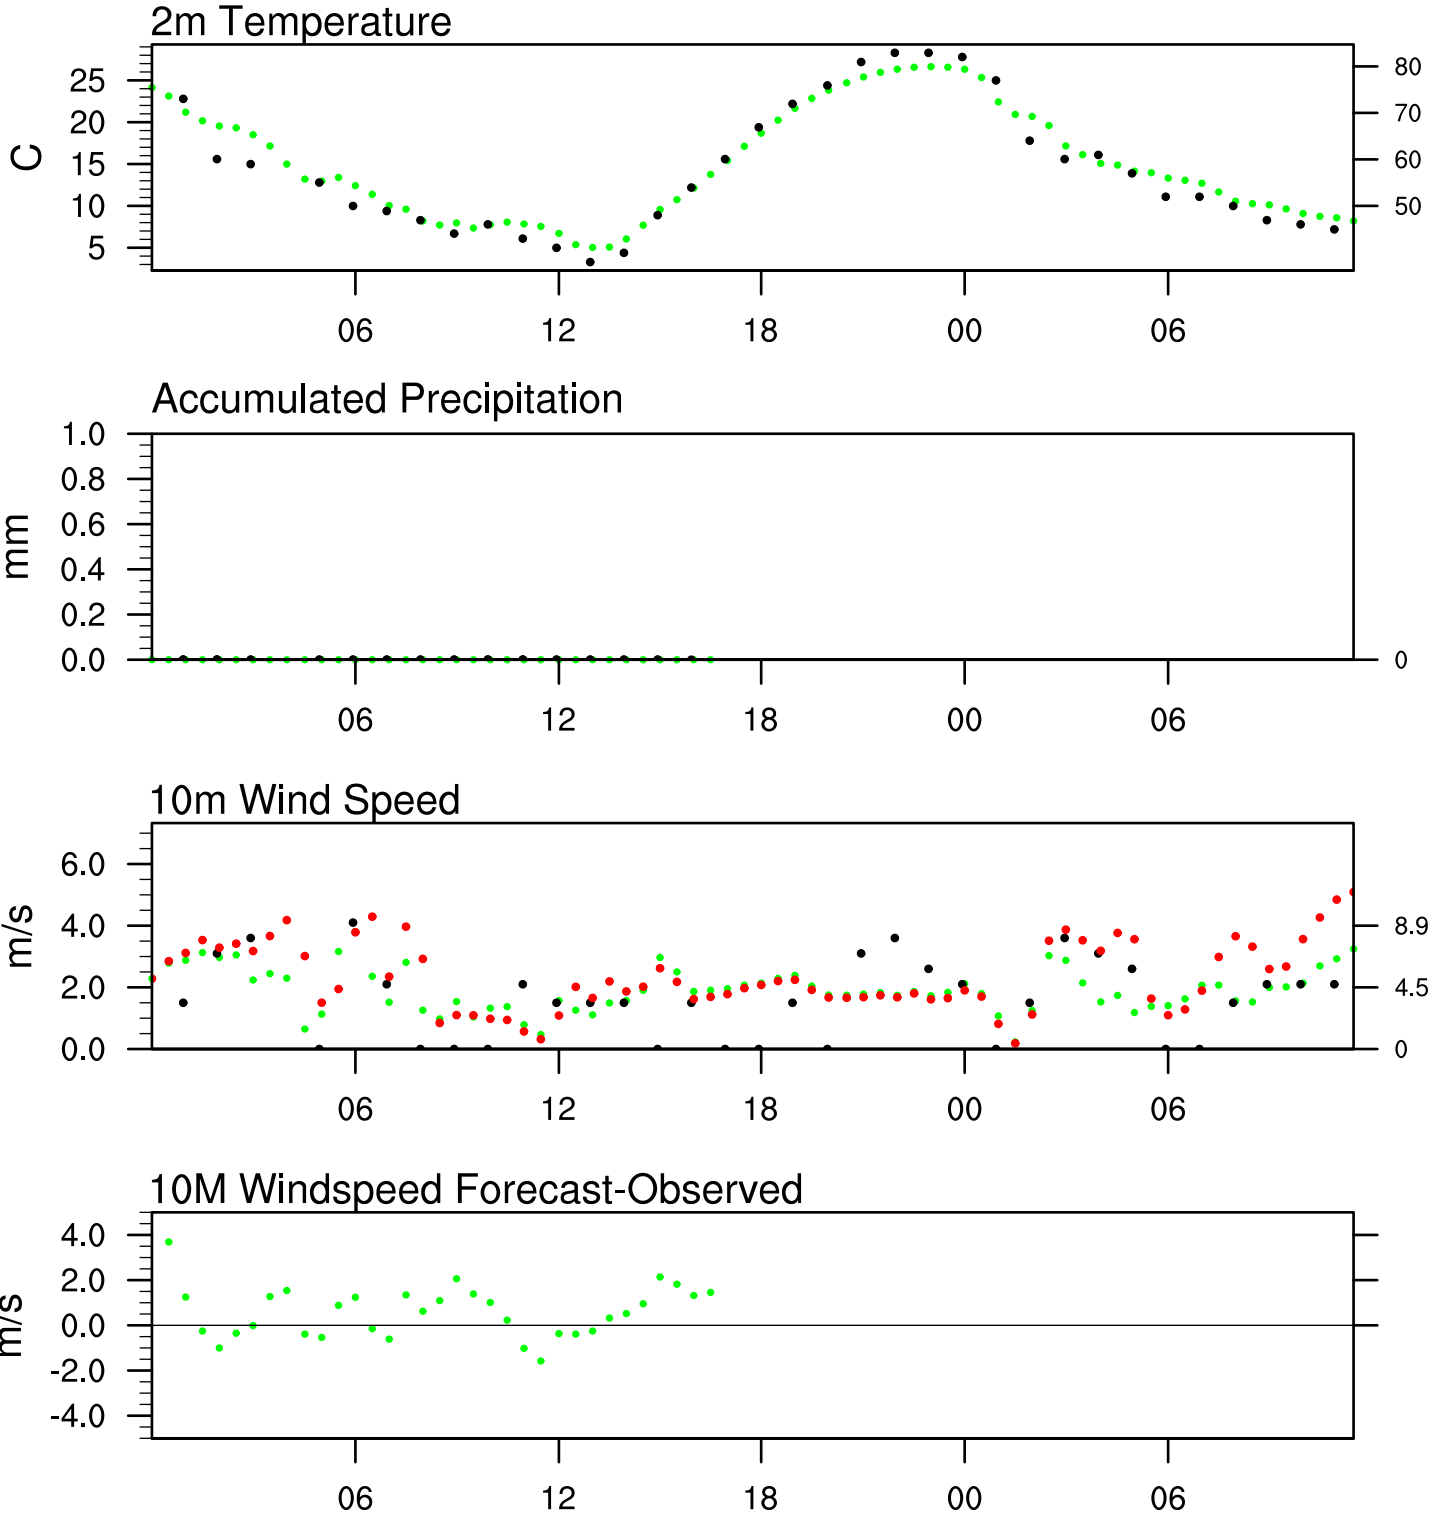 2m Temperature
C
25
20
15
10
5
80
70
60
50
06 12 18 00 06
Accumulated Precipitation
mm
1.0
0.8
0.6
0.4
0.2
0.0
0
06 12 18 00 06
10m Wind Speed
m/s
6.0
4.0
2.0
0.0
8.9
4.5
0
06 12 18 00 06
10M Windspeed Forecast-Observed
m/s
4.0
2.0
0.0
-2.0
-4.0
06 12 18 00 06